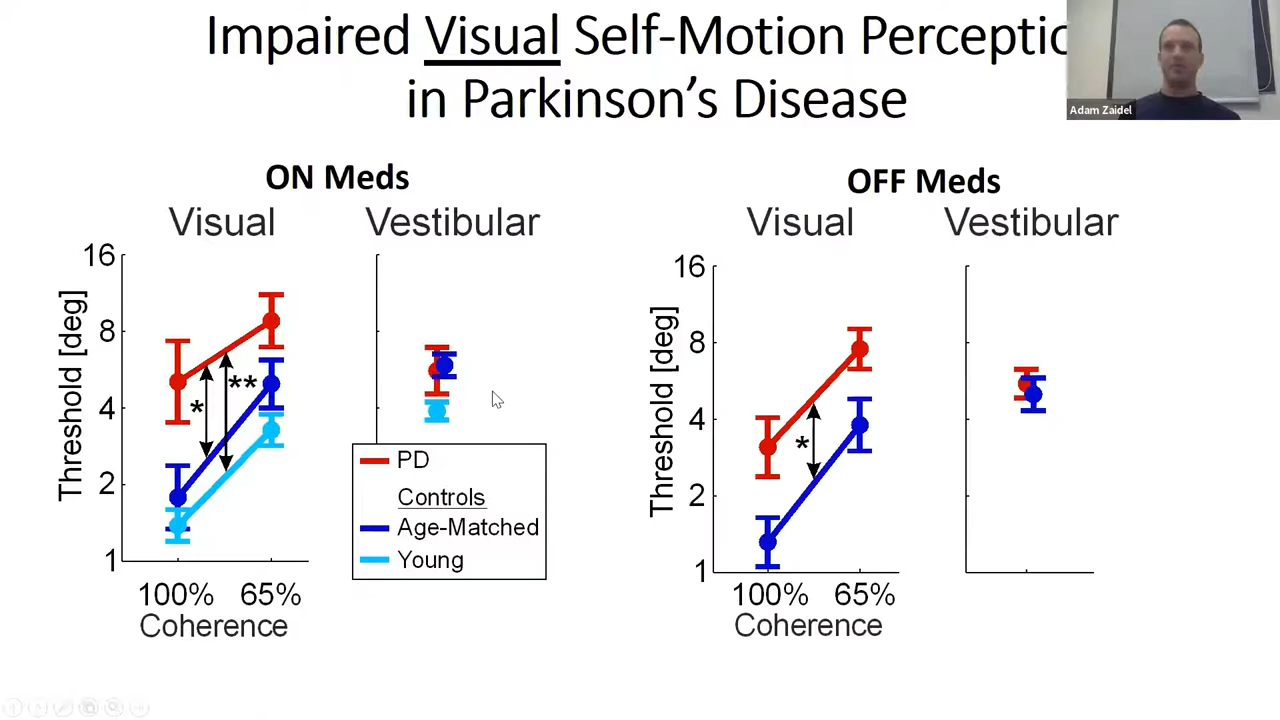 Impaired Visual Self-Motion Perceptio
in Parkinson's Disease
Adam Zaidel
ON Meds
Visual
Vestibular
16
8
4
2
1
Threshold [deg]
*
**
100%
65%
Coherence
PD
Controls
Age-Matched
Young
OFF Meds
Visual
Vestibular
16
8
4
2
1
Threshold [deg]
*
100%
65%
Coherence